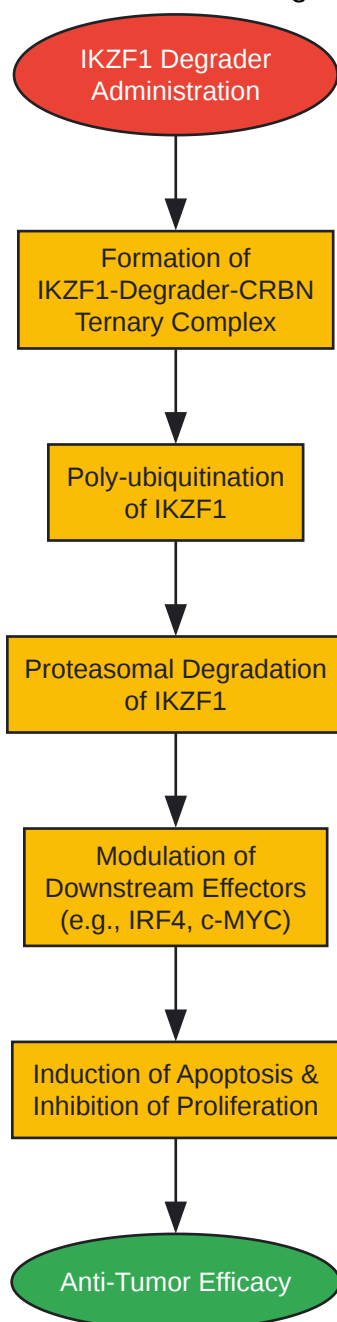 IKZF1 Degrader
Administration
Formation of
IKZF1-Degrader-CRBN
Ternary Complex
Poly-ubiquitination
of IKZF1
Proteasomal Degradation
of IKZF1
Modulation of
Downstream Effectors
(e.g., IRF4, c-MYC)
Induction of Apoptosis &
Inhibition of Proliferation
Anti-Tumor Efficacy